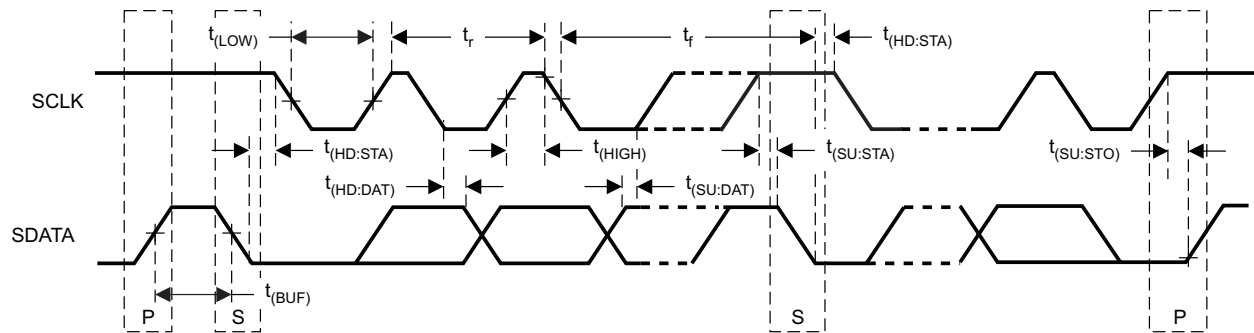 t(LOW)
tr
tf
t(HD:STA)
SCLK
t(HD:STA)
t(HIGH)
t(SU:STA)
t(SU:STO)
t(HD:DAT)
t(SU:DAT)
SDATA
t(BUF)
P
S
S
P